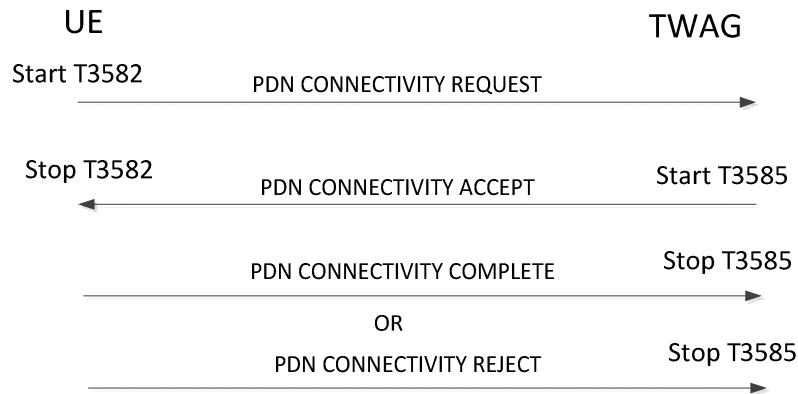 UE
TWAG
Start T3582
PDN CONNECTIVITY REQUEST
Stop T3582
PDN CONNECTIVITY ACCEPT
Start T3585
PDN CONNECTIVITY COMPLETE
Stop T3585
OR
PDN CONNECTIVITY REJECT
Stop T3585